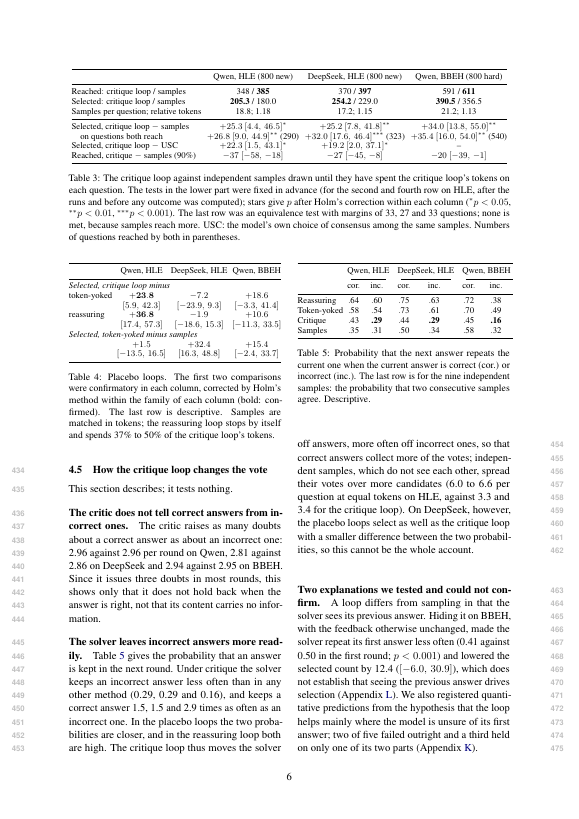 Qwen, HLE (800 new) DeepSeek, HLE (800 new) Qwen, BBEH (800 hard)
Reached: critique loop / samples 348 / 385 370 / 397 591 / 611
Selected: critique loop / samples 205.3 / 180.0 254.2 / 229.0 390.5 / 356.5
Samples per question; relative tokens 18.8; 1.18 17.2; 1.15
Selected, critique loop − samples +25.3 [4.4, 46.5]* +25.2 [7.8, 41.8]** +34.0 [13.8, 55.0]**
on questions both reach +26.8 [9.0, 44.9]** (290) +32.0 [17.6, 46.4]*** (323) +35.4 [16.0, 54.0]** (540)
Selected, critique loop − USC +22.3 [1.5, 43.1]* +19.2 [2.0, 37.1]* –
Reached, critique − samples (90%) −37 [−58, −18] −27 [−45, −8] −20 [−39, −1]
Table 3: The critique loop against independent samples drawn until they have spent the critique loop's tokens on
each question. The tests in the lower part were fixed in advance (for the second and fourth row on HLE, after the
runs and before any outcome was computed); stars give p after Holm's correction within each column (*p < 0.05,
**p < 0.01, ***p < 0.001). The last row was an equivalence test with margins of 33, 27 and 33 questions; none is
met, because samples reach more. USC: the model's own choice of consensus among the same samples. Numbers
of questions reached by both in parentheses.
Qwen, HLE DeepSeek, HLE Qwen, BBEH
Selected, critique loop minus
token-yoked +23.8 −7.2 +18.6
[5.9, 42.3] [−23.9, 9.3] [−3.3, 41.4]
reassuring +36.8 −1.9 +10.6
[17.4, 57.3] [−18.6, 15.3] [−11.3, 33.5]
Selected, token-yoked minus samples
+1.5 +32.4 +15.4
[−13.5, 16.5] [16.3, 48.8] [−2.4, 33.7]
Table 4: Placebo loops. The first two comparisons
were confirmatory in each column, corrected by Holm's
method within the family of each column (bold: con-
firmed). The last row is descriptive. Samples are
matched in tokens; the reassuring loop stops by itself
and spends 37% to 50% of the critique loop's tokens.
4.5 How the critique loop changes the vote
This section describes; it tests nothing.
The critic does not tell correct answers from in-
correct ones. The critic raises as many doubts
about a correct answer as about an incorrect one:
2.96 against 2.96 per round on Qwen, 2.81 against
2.86 on DeepSeek and 2.94 against 2.95 on BBEH.
Since it issues three doubts in most rounds, this
shows only that it does not hold back when the
answer is right, not that its content carries no infor-
mation.
The solver leaves incorrect answers more read-
ily. Table 5 gives the probability that an answer
is kept in the next round. Under critique the solver
keeps an incorrect answer less often than in any
other method (0.29, 0.29 and 0.16), and keeps a
correct answer 1.5, 1.5 and 2.9 times as often as an
incorrect one. In the placebo loops the two proba-
bilities are closer, and in the reassuring loop both
are high. The critique loop thus moves the solver
434
435
436
437
438
439
440
441
442
443
444
445
446
447
448
449
450
451
452
453
Qwen, HLE DeepSeek, HLE Qwen, BBEH
cor. inc. cor. inc. cor. inc.
Reassuring .64 .60 .75 .63 .72 .38
Token-yoked .58 .54 .73 .61 .70 .49
Critique .43 .29 .44 .29 .45 .16
Samples .35 .31 .50 .34 .58 .32
Table 5: Probability that the next answer repeats the
current one when the current answer is correct (cor.) or
incorrect (inc.). The last row is for the nine independent
samples: the probability that two consecutive samples
agree. Descriptive.
off answers, more often off incorrect ones, so that
correct answers collect more of the votes; indepen-
dent samples, which do not see each other, spread
their votes over more candidates (6.0 to 6.6 per
question at equal tokens on HLE, against 3.3 and
3.4 for the critique loop). On DeepSeek, however,
the placebo loops select as well as the critique loop
with a smaller difference between the two probabil-
ities, so this cannot be the whole account.
Two explanations we tested and could not con-
firm. A loop differs from sampling in that the
solver sees its previous answer. Hiding it on BBEH,
with the feedback otherwise unchanged, made the
solver repeat its first answer less often (0.41 against
0.50 in the first round; p < 0.001) and lowered the
selected count by 12.4 ([−6.0, 30.9]), which does
not establish that seeing the previous answer drives
selection (Appendix L). We also registered quanti-
tative predictions from the hypothesis that the loop
helps mainly where the model is unsure of its first
answer; two of five failed outright and a third held
on only one of its two parts (Appendix K).
454
455
456
457
458
459
460
461
462
463
464
465
466
467
468
469
470
471
472
473
474
475
6